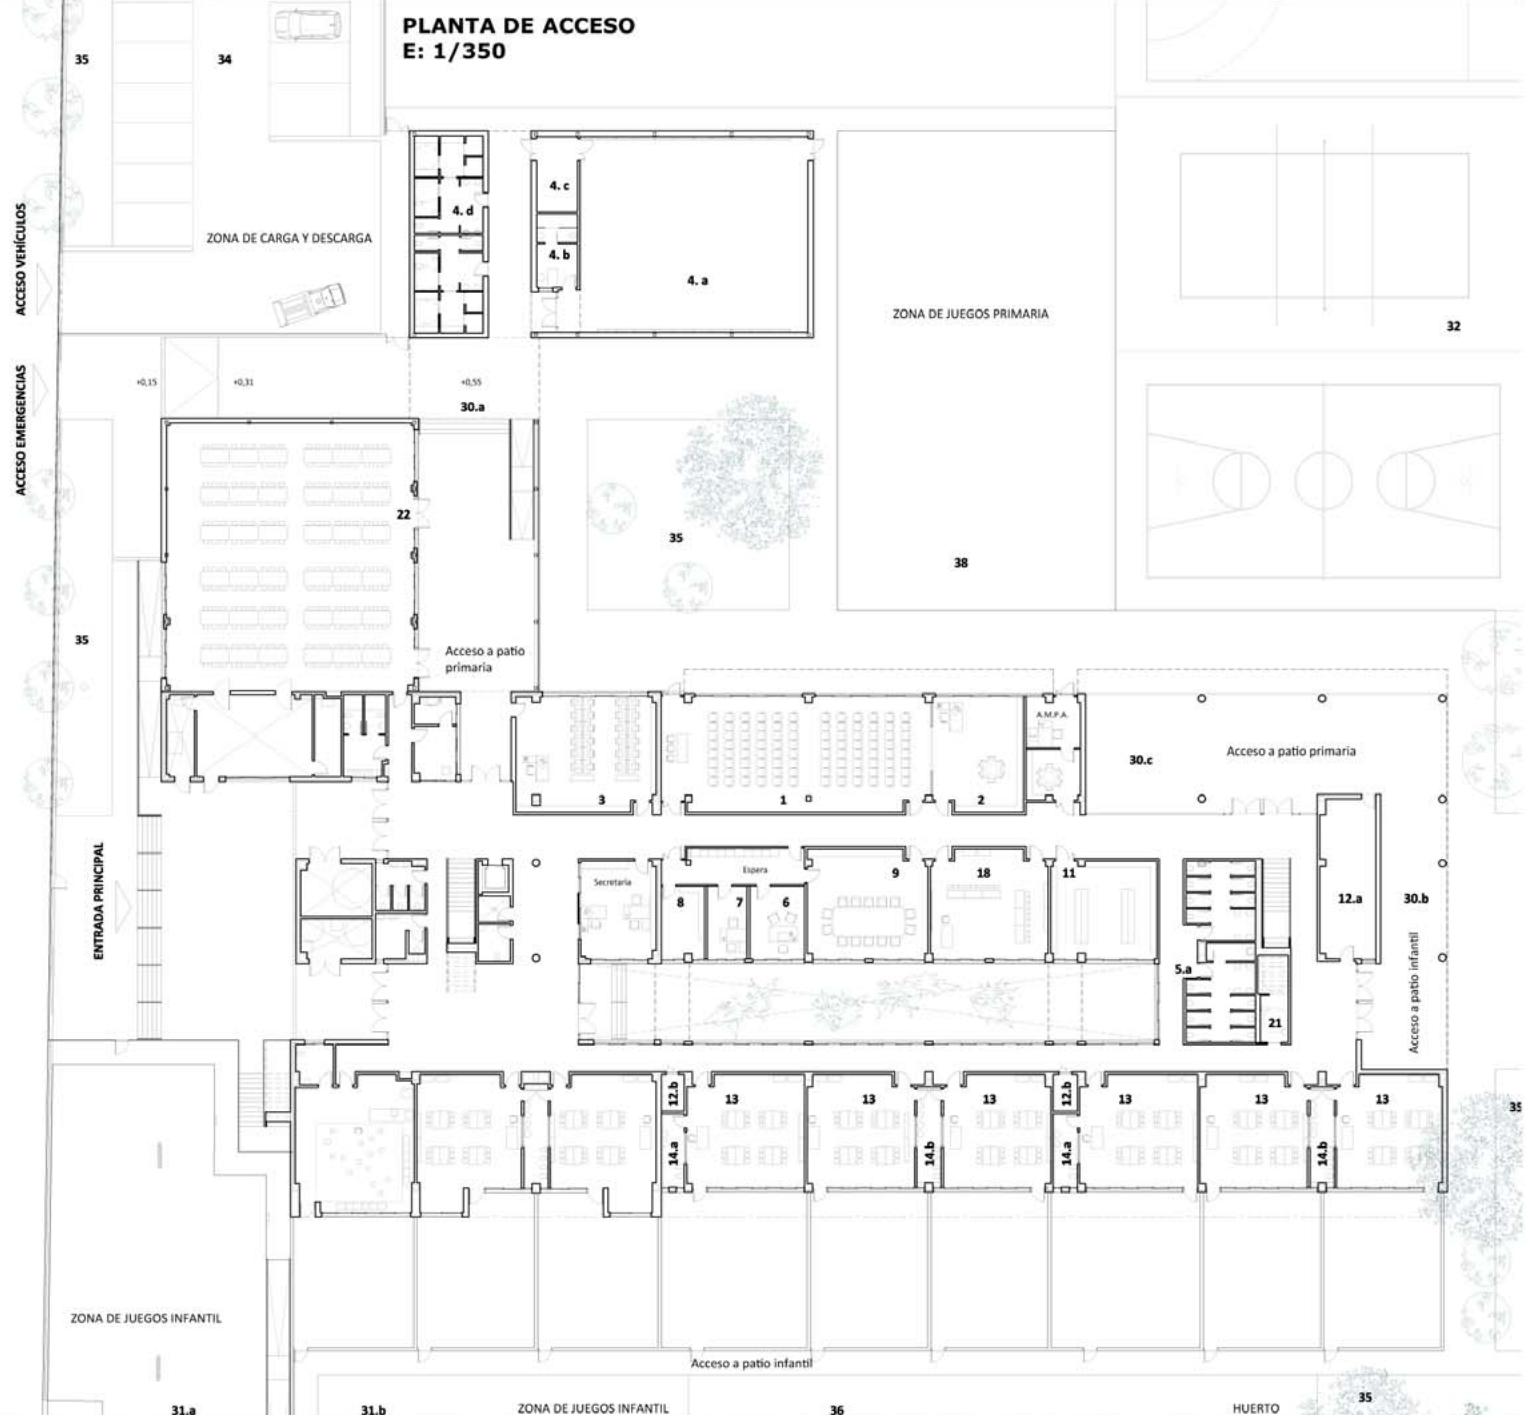 PLANTA DE ACCESO
E: 1/350
35
34
4. c
4. d
ACCESO VEHÍCULOS
ZONA DE CARGA Y DESCARGA
4. b
4. a
ZONA DE JUEGOS PRIMARIA
32
ACCESO EMERGENCIAS
+0,15
+0,31
+0,55
30.a
22
35
38
35
Acceso a patio
primaria
A.M.P.A.
30.c
Acceso a patio primaria
3
1
2
ENTRADA PRINCIPAL
Secretaría
Espera
9
18
11
8
7
6
12.a
30.b
5.a
Acceso a patio infantil
21
12.b
13
13
13
12.b
13
13
13
35
14.a
14.b
14.a
14.b
ZONA DE JUEGOS INFANTIL
Acceso a patio infantil
31.a
31.b
ZONA DE JUEGOS INFANTIL
36
HUERTO
35